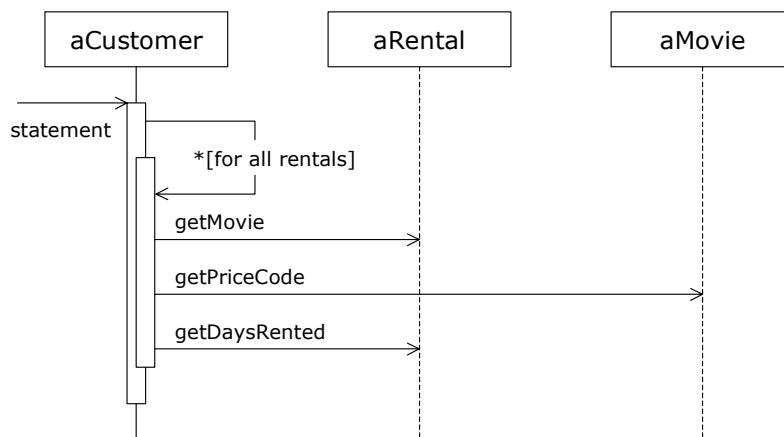 aCustomer
aRental
aMovie
statement
*[for all rentals]
getMovie
getPriceCode
getDaysRented